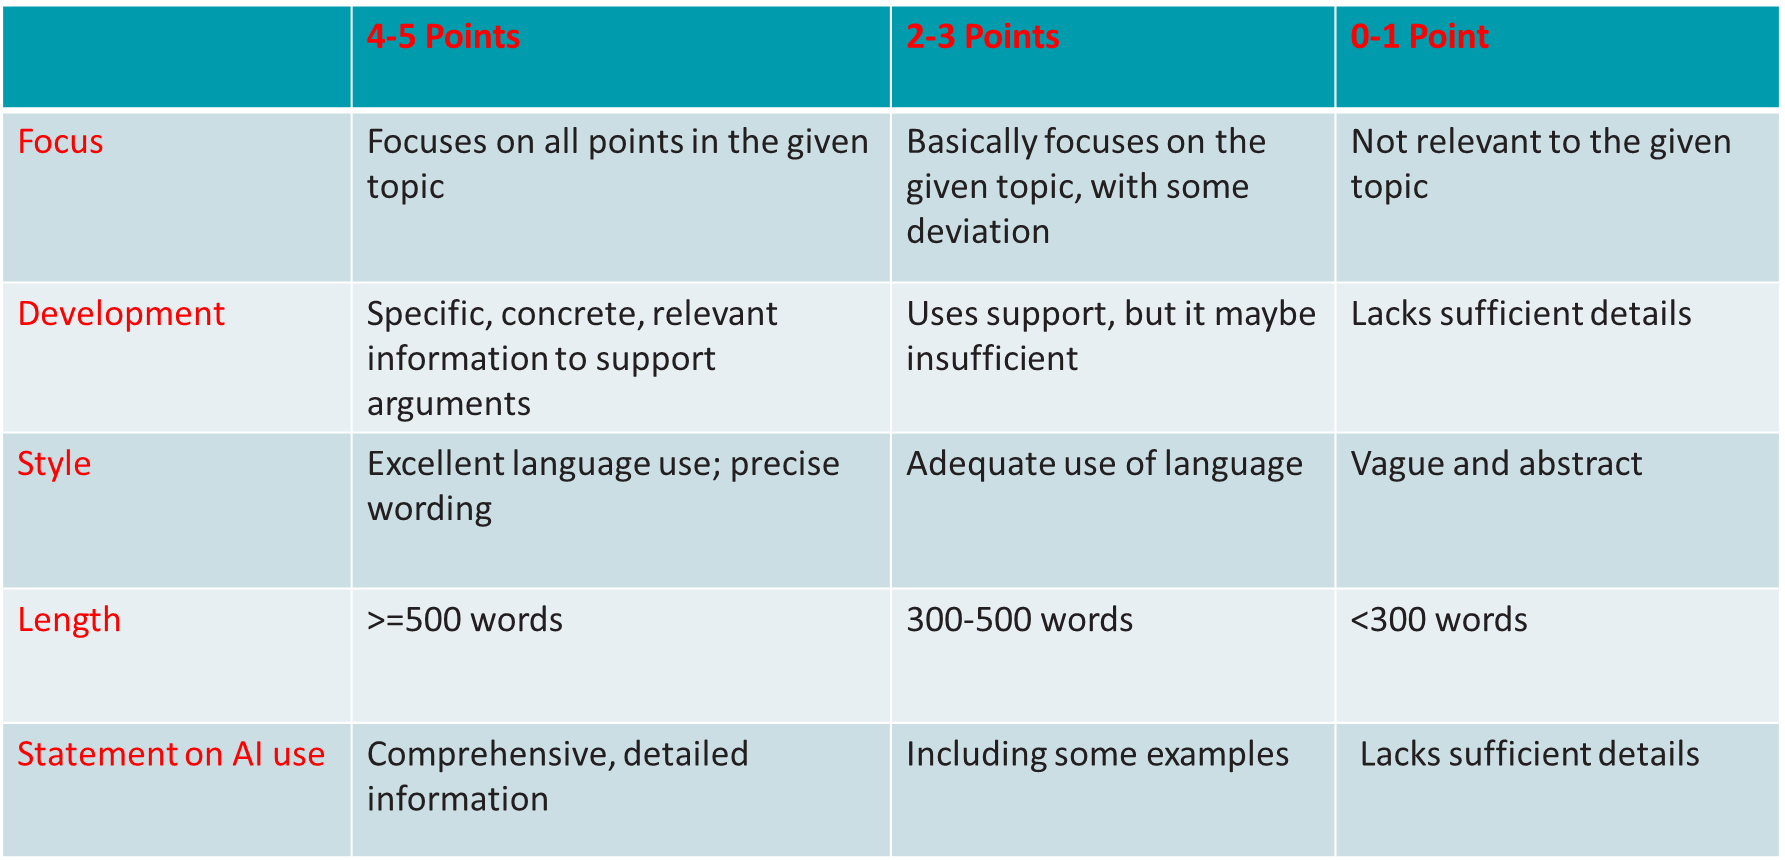 4-5 Points
2-3 Points
0-1 Point
Focus
Focuses on all points in the given
topic
Basically focuses on the
given topic, with some
deviation
Not relevant to the given
topic
Development
Specific, concrete, relevant
information to support
arguments
Uses support, but it maybe
insufficient
Lacks sufficient details
Style
Excellent language use; precise
wording
Adequate use of language
Vague and abstract
Length
>=500 words
300-500 words
<300 words
Statement on AI use
Comprehensive, detailed
information
Including some examples
Lacks sufficient details